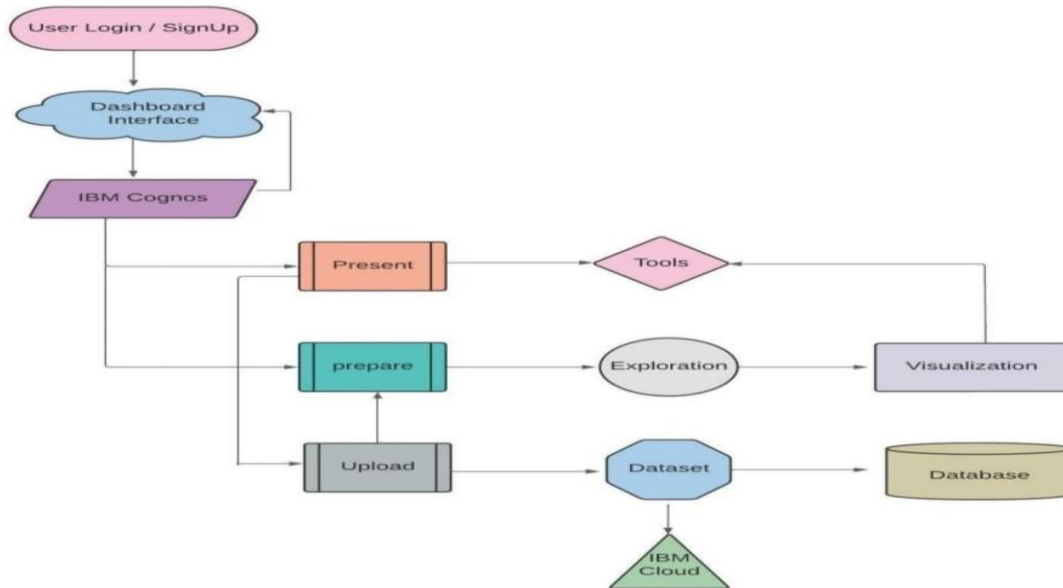 User Login / SignUp
Dashboard
Interface
IBM Cognos
Present
Tools
prepare
Exploration
Visualization
Upload
Dataset
Database
IBM
Cloud